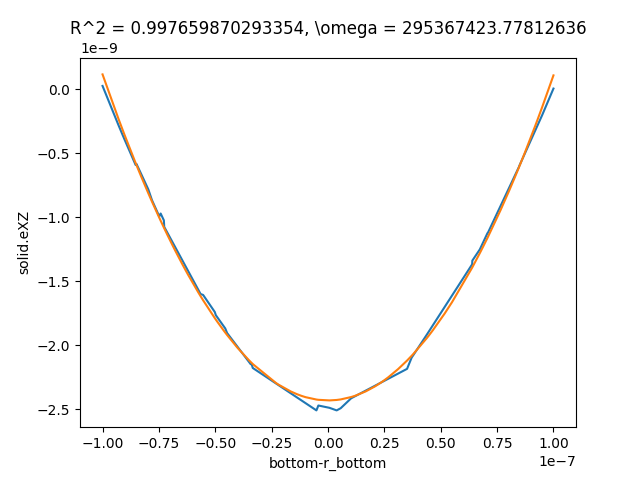 R^2 = 0.997659870293354, \omega = 295367423.77812636
1e−9
0.0
−0.5
−1.0
−1.5
−2.0
−2.5
solid.eXZ
−1.00 −0.75 −0.50 −0.25 0.00 0.25 0.50 0.75 1.00
1e−7
bottom-r_bottom